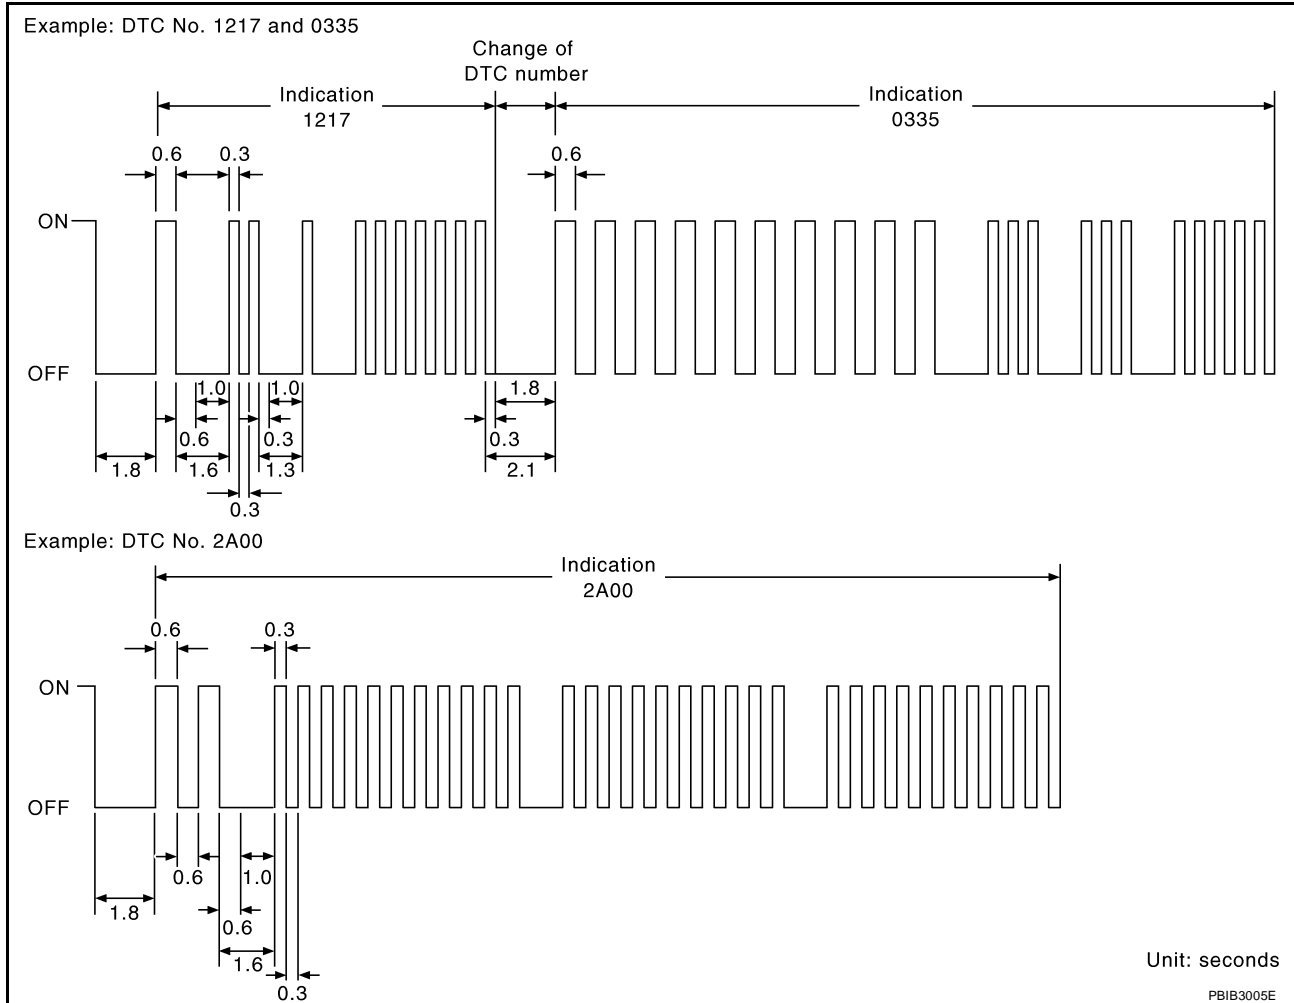 Example: DTC No. 1217 and 0335
Change of
DTC number
Indication
1217
Indication
0335
0.6
0.3
0.6
ON
OFF
1.0
1.0
1.8
0.6
0.3
0.3
1.8
1.6
1.3
2.1
0.3
Example: DTC No. 2A00
Indication
2A00
0.6
0.3
ON
OFF
0.6
1.0
1.8
0.6
1.6
0.3
Unit: seconds
PBIB3005E